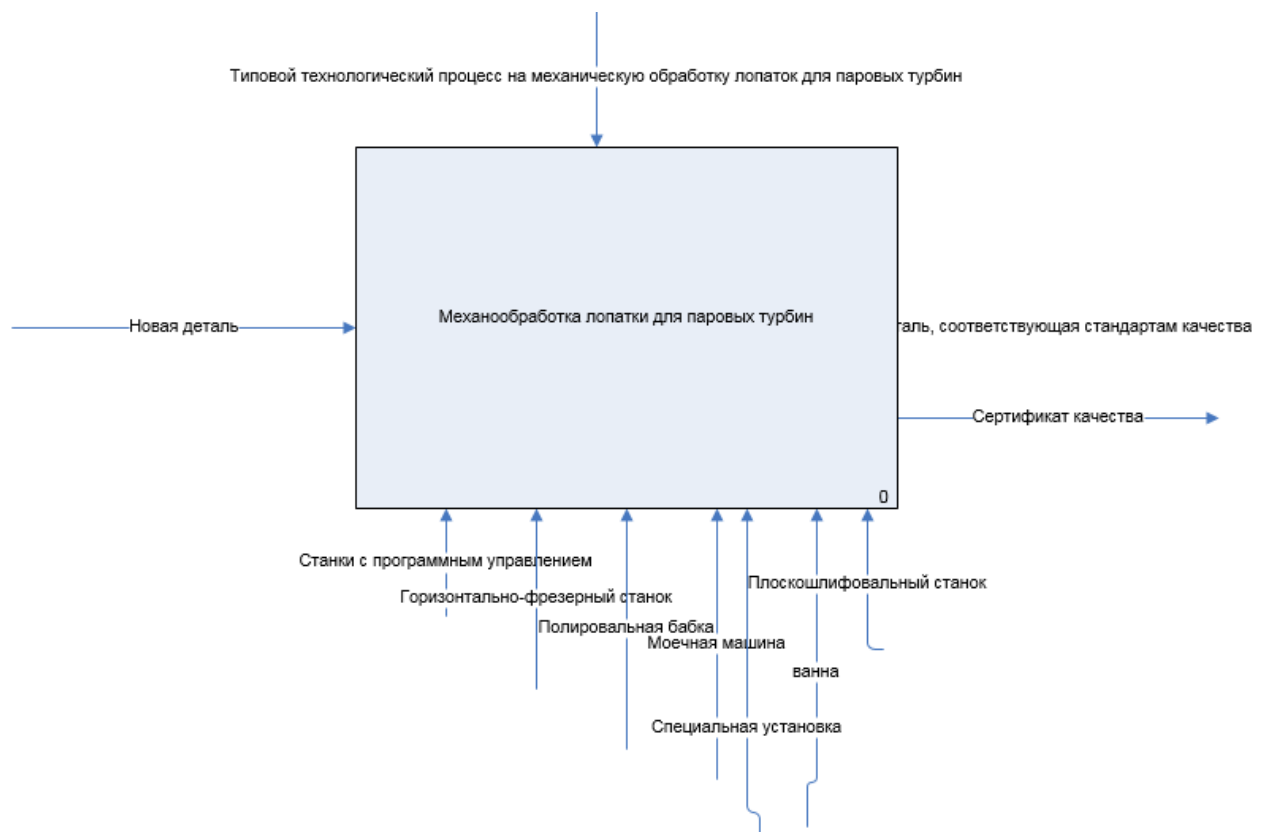 Типовой технологический процесс на механическую обработку лопаток для паровых турбин
Механообработка лопатки для паровых турбин
Новая деталь
соответствующая стандартам качества
Сертификат качества
0
Станки с программным управлением
Плоскошлифовальный станок
Горизонтально-фрезерный станок
Полировальная бабка
Моечная машина
ванна
Специальная установка